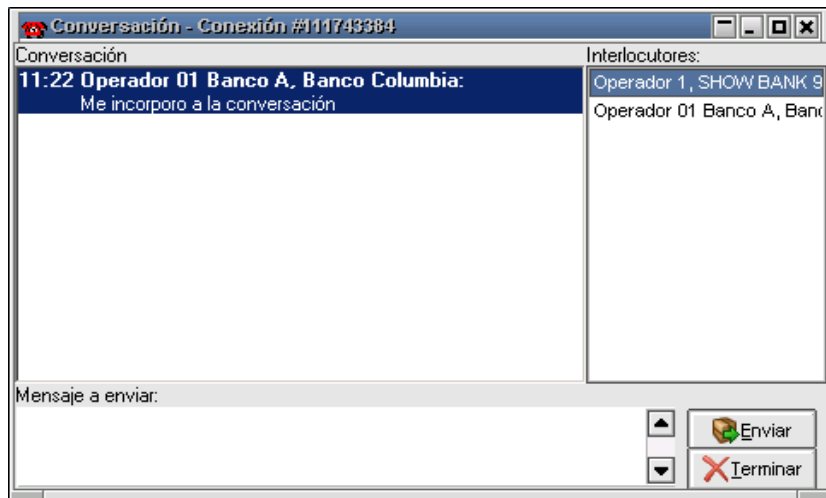 Conversación - Conexión #111743384
Conversación
Interlocutores:
11:22 Operador 01 Banco A, Banco Columbia:
Me incorporo a la conversación
Operador 1, SHOW BANK 9
Operador 01 Banco A, Banc
Mensaje a enviar:
Enviar
Terminar